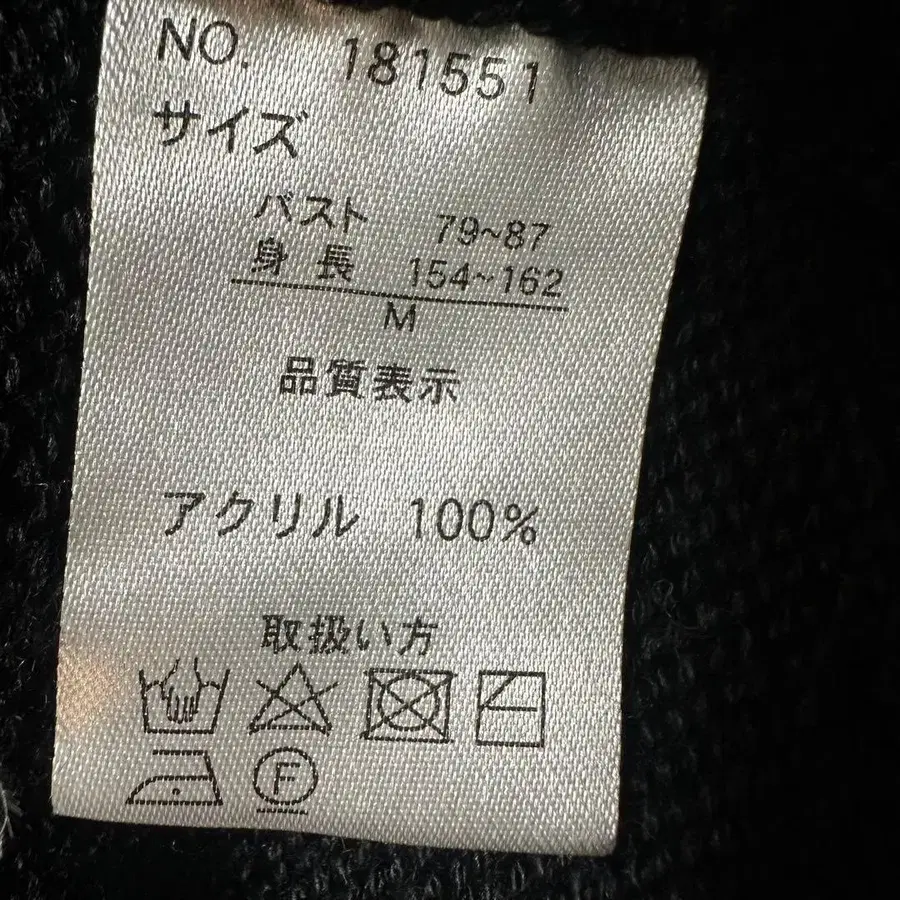 NO. 181551
サイズ
バスト 79~87
身長 154~162
M
品質表示
アクリル 100%
取扱い方
F